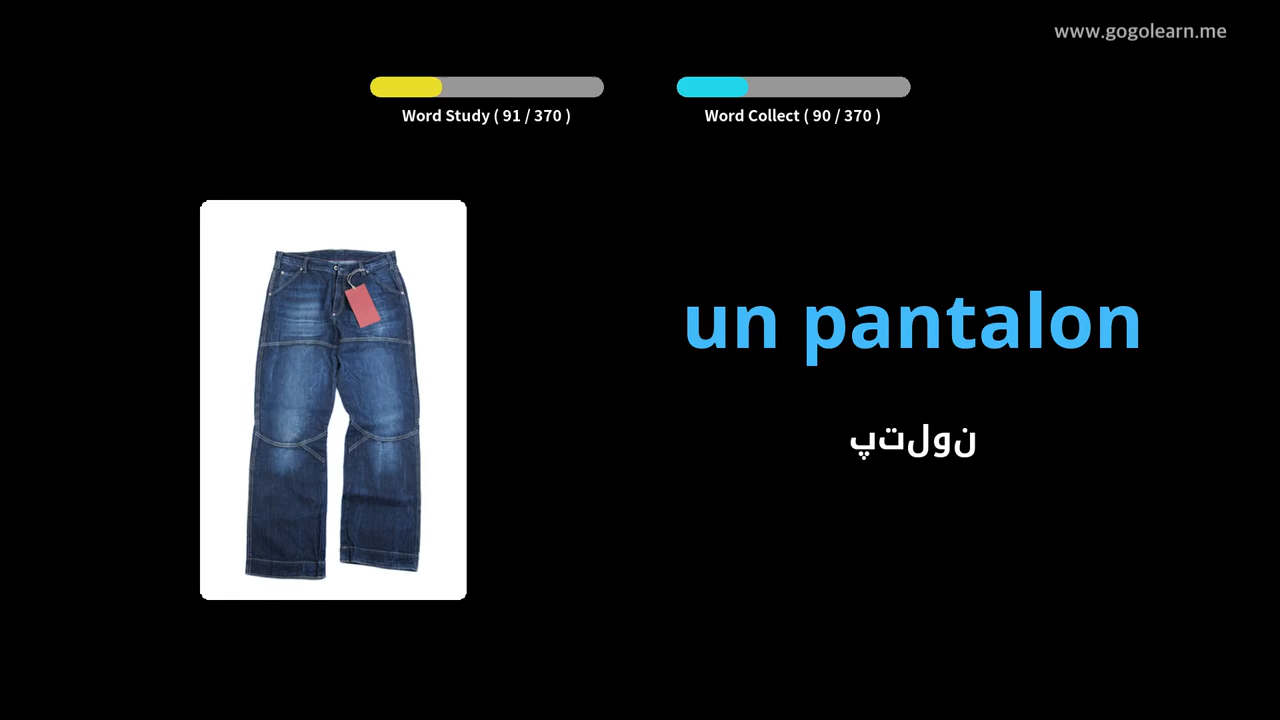 www.gogolearn.me
Word Study ( 91 / 370 )
Word Collect ( 90 / 370 )
un pantalon
پتلون